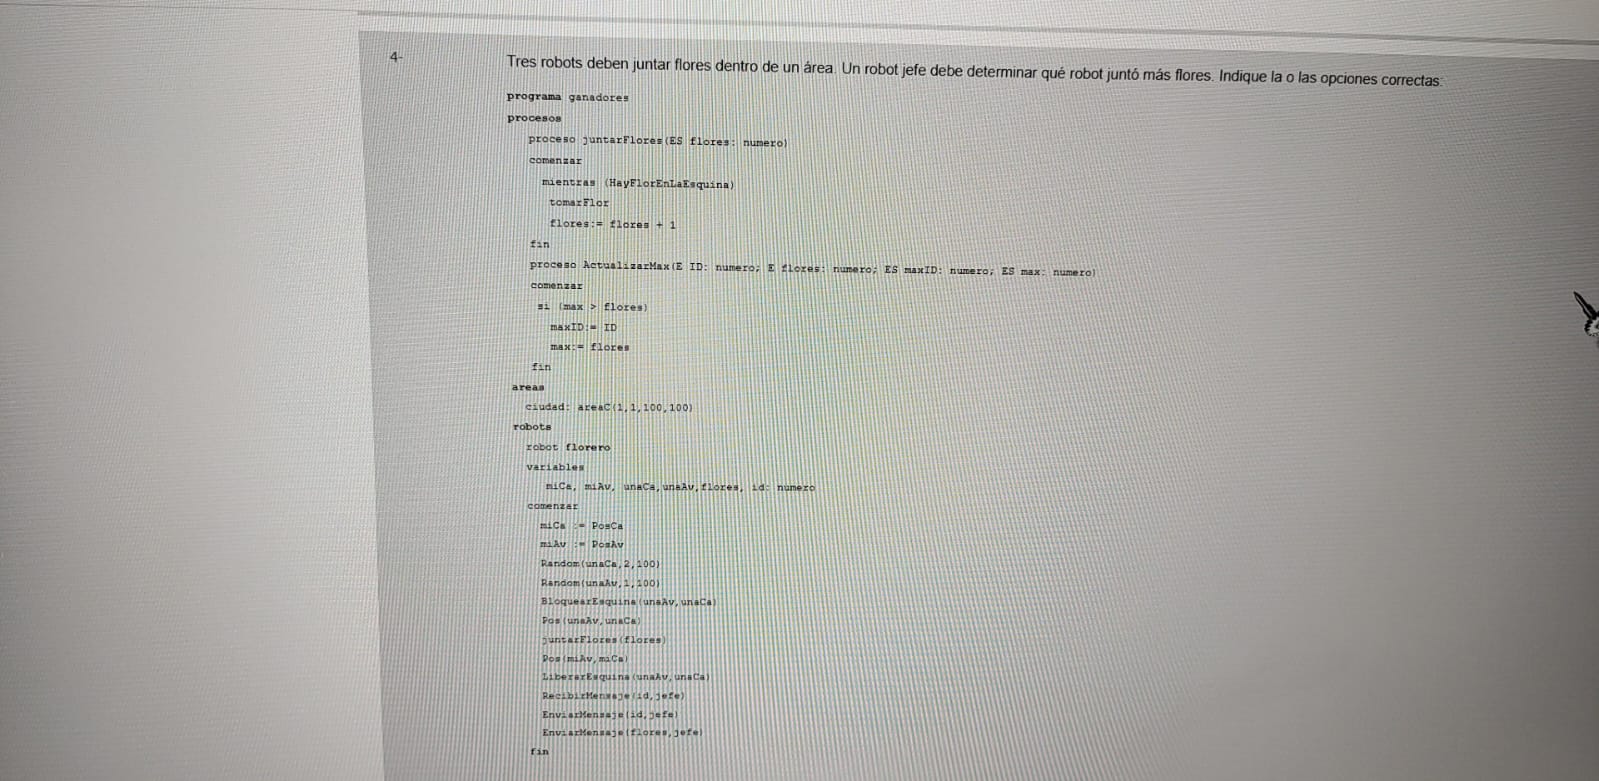 4-
Tres robots deben juntar flores dentro de un área. Un robot jefe debe determinar qué robot juntó más flores. Indique la o las opciones correctas:
programa ganadores
procesos
proceso juntarFlores(ES flores: numero)
comenzar
mientras (HayFlorEnLaEsquina)
tomarFlor
flores:= flores + 1
fin
proceso ActualizarMax(E ID: numero; E flores: numero; ES maxID: numero; ES max: numero)
comenzar
si (max > flores)
maxID:= ID
max:= flores
fin
areas
ciudad: areaC(1,1,100,100)
robots
robot florero
variables
miCa, miAv, unaCa,unaAv,flores, id: numero
comenzar
miCa := PosCa
miAv := PosAv
Random(unaCa,2,100)
Random(unaAv,1,100)
BloquearEsquina(unaAv,unaCa)
Pos(unaAv,unaCa)
juntarFlores(flores)
Pos(miAv,miCa)
LiberarEsquina(unaAv,unaCa)
RecibirMensaje(id,jefe)
EnviarMensaje(id,jefe)
EnviarMensaje(flores,jefe)
fin